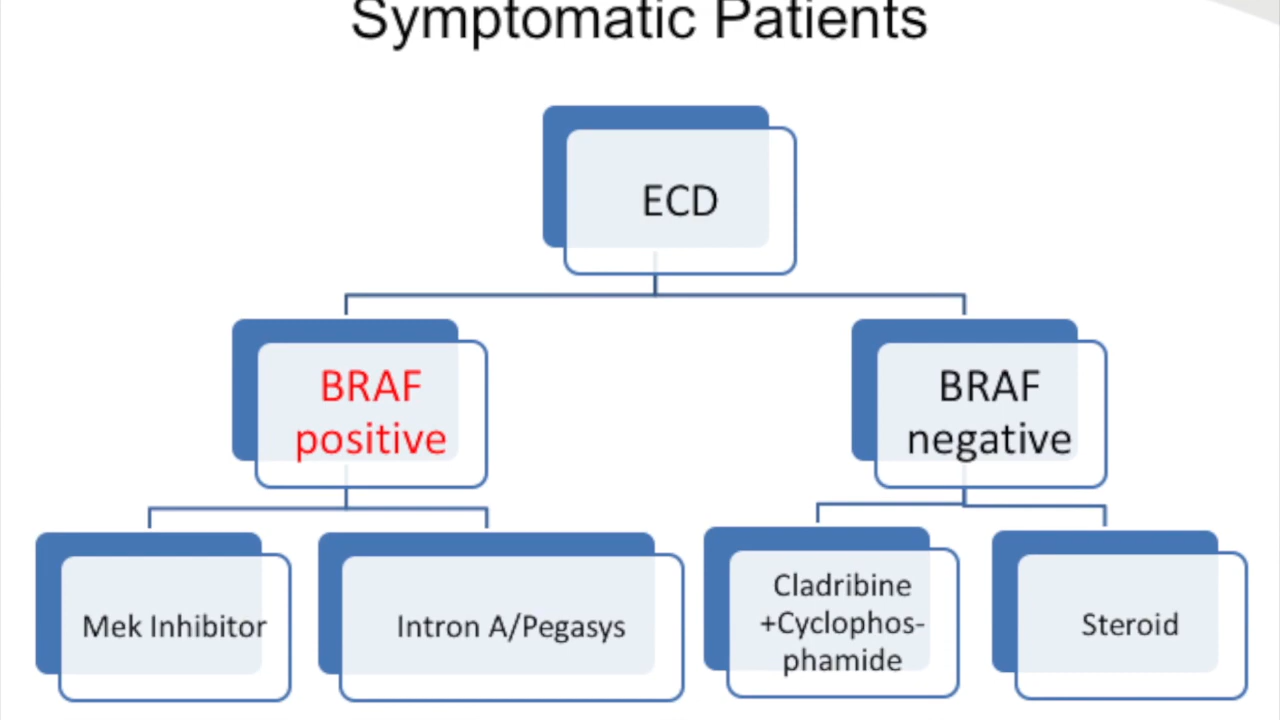 Symptomatic Patients
ECD
BRAF
positive
BRAF
negative
Mek Inhibitor
Intron A/Pegasys
Cladribine
+Cyclophos-
phamide
Steroid